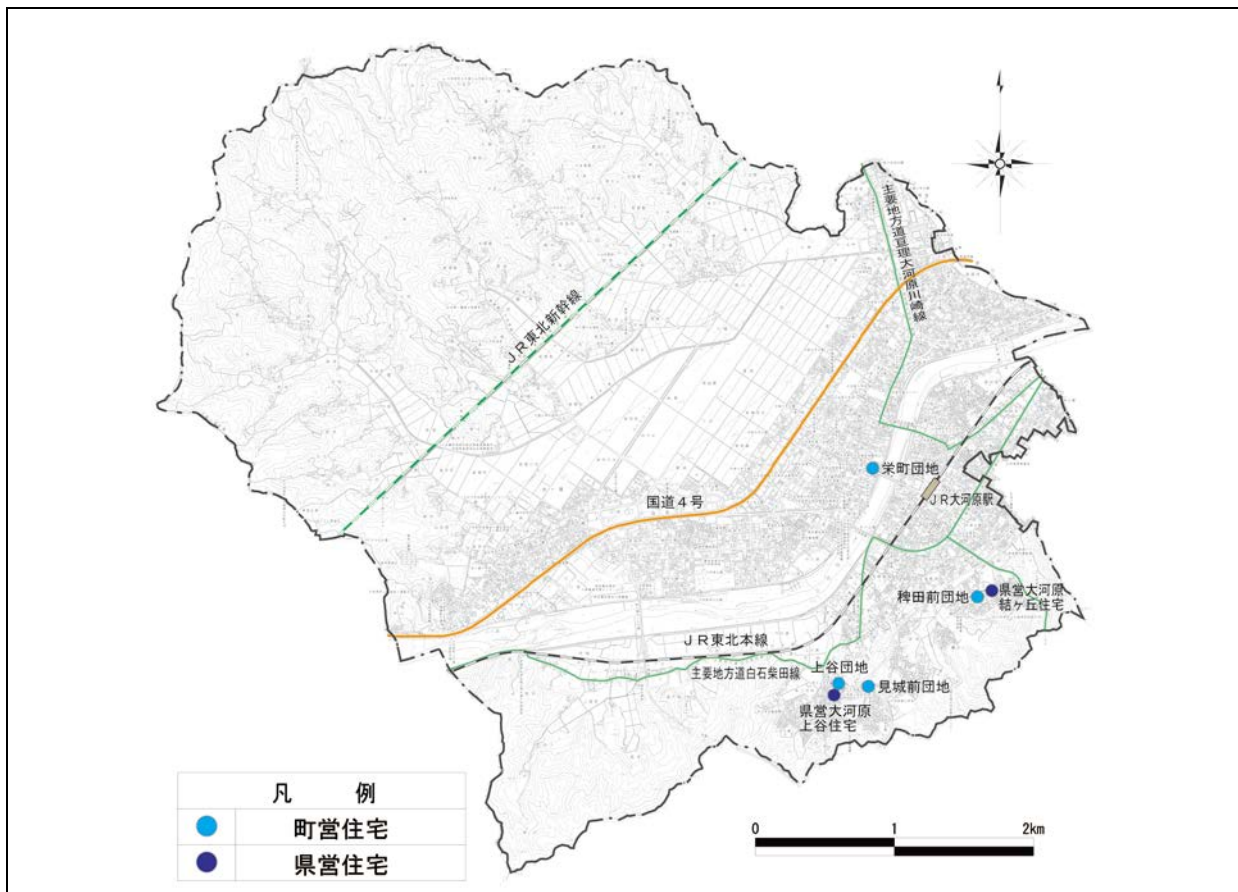 主要地方道亘理大河原川崎線
JR東北新幹線
栄町団地
国道4号
JR大河原駅
稗田前団地
県営大河原
結ヶ丘住宅
JR東北本線
上谷団地
主要地方道白石柴田線
見城前団地
県営大河原
上谷住宅
凡 例
町営住宅
県営住宅
0 1 2km